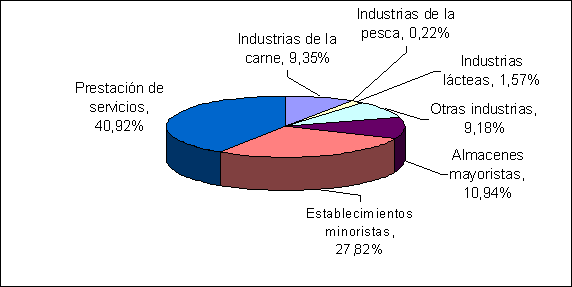 Industrias de la
pesca, 0,22%
Industrias de la
carne, 9,35%
Industrias
lácteas, 1,57%
Prestación de
servicios,
40,92%
Otras industrias,
9,18%
Almacenes
mayoristas,
10,94%
Establecimientos
minoristas,
27,82%